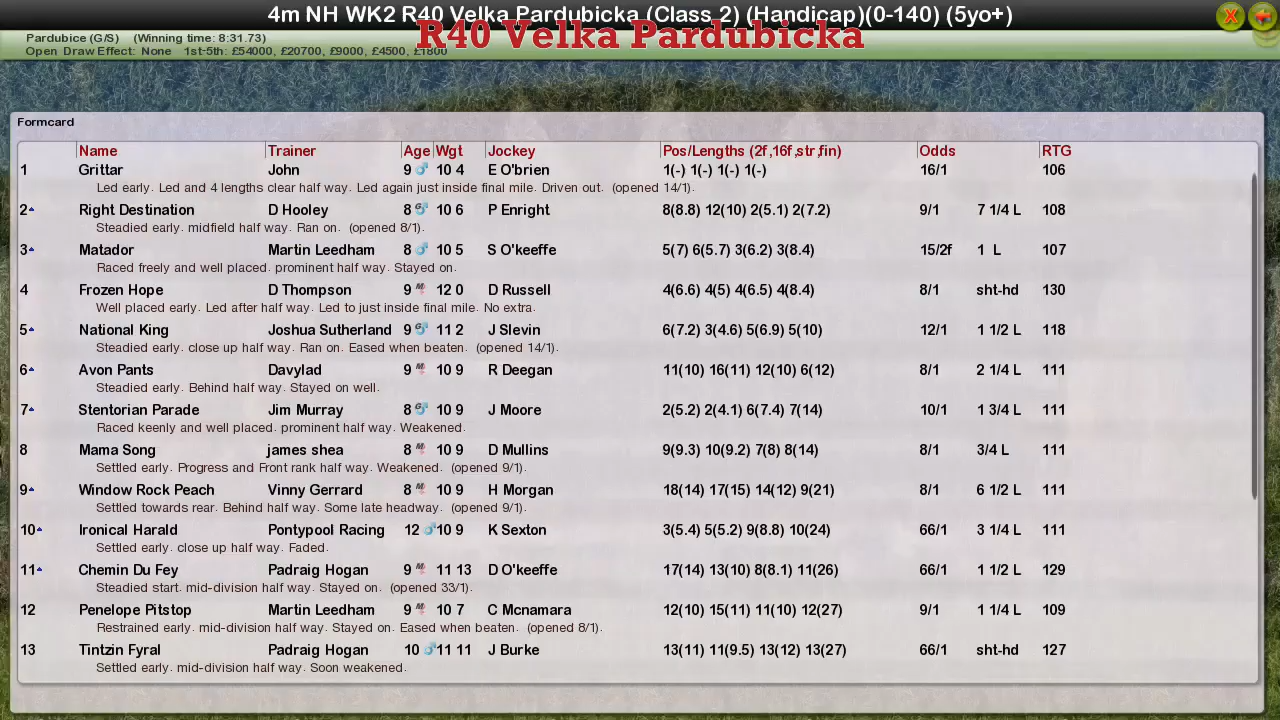 4m NH WK2 R40 Velka Pardubicka (Class 2) (Handicap)(0-140) (5yo+)
R40 Velka Pardubicka
Pardubice (G/S) (Winning time: 8:31.73)
Open Draw Effect: None 1st-5th: £54000, £20700, £9000, £4500, £1800
Formcard
Name Trainer Age Wgt Jockey Pos/Lengths (2f,16f,str,fin) Odds RTG
1 Grittar John 9 10 4 E O'brien 1(-) 1(-) 1(-) 1(-) 16/1 106
Led early. Led and 4 lengths clear half way. Led again just inside final mile. Driven out. (opened 14/1).
2 Right Destination D Hooley 8 10 6 P Enright 8(8.8) 12(10) 2(5.1) 2(7.2) 9/1 7 1/4 L 108
Steadied early. midfield half way. Ran on. (opened 8/1).
3 Matador Martin Leedham 8 10 5 S O'keeffe 5(7) 6(5.7) 3(6.2) 3(8.4) 15/2f 1 L 107
Raced freely and well placed. prominent half way. Stayed on.
4 Frozen Hope D Thompson 9 12 0 D Russell 4(6.6) 4(5) 4(6.5) 4(8.4) 8/1 sht-hd 130
Well placed early. Led after half way. Led to just inside final mile. No extra.
5 National King Joshua Sutherland 9 11 2 J Slevin 6(7.2) 3(4.6) 5(6.9) 5(10) 12/1 1 1/2 L 118
Steadied early. close up half way. Ran on. Eased when beaten. (opened 14/1).
6 Avon Pants Davylad 9 10 9 R Deegan 11(10) 16(11) 12(10) 6(12) 8/1 2 1/4 L 111
Steadied early. Behind half way. Stayed on well.
7 Stentorian Parade Jim Murray 8 10 9 J Moore 2(5.2) 2(4.1) 6(7.4) 7(14) 10/1 1 3/4 L 111
Raced keenly and well placed. prominent half way. Weakened.
8 Mama Song james shea 8 10 9 D Mullins 9(9.3) 10(9.2) 7(8) 8(14) 8/1 3/4 L 111
Settled early. Progress and Front rank half way. Weakened. (opened 9/1).
9 Window Rock Peach Vinny Gerrard 8 10 9 H Morgan 18(14) 17(15) 14(12) 9(21) 8/1 6 1/2 L 111
Settled towards rear. Behind half way. Some late headway. (opened 9/1).
10 Ironical Harald Pontypool Racing 12 10 9 K Sexton 3(5.4) 5(5.2) 9(8.8) 10(24) 66/1 3 1/4 L 111
Settled early. close up half way. Faded.
11 Chemin Du Fey Padraig Hogan 9 11 13 D O'keeffe 17(14) 13(10) 8(8.1) 11(26) 66/1 1 1/2 L 129
Steadied start. mid-division half way. Stayed on. (opened 33/1).
12 Penelope Pitstop Martin Leedham 9 10 7 C Mcnamara 12(10) 15(11) 11(10) 12(27) 9/1 1 1/4 L 109
Restrained early. mid-division half way. Stayed on. Eased when beaten. (opened 8/1).
13 Tintzin Fyral Padraig Hogan 10 11 11 J Burke 13(11) 11(9.5) 13(12) 13(27) 66/1 sht-hd 127
Settled early. mid-division half way. Soon weakened.